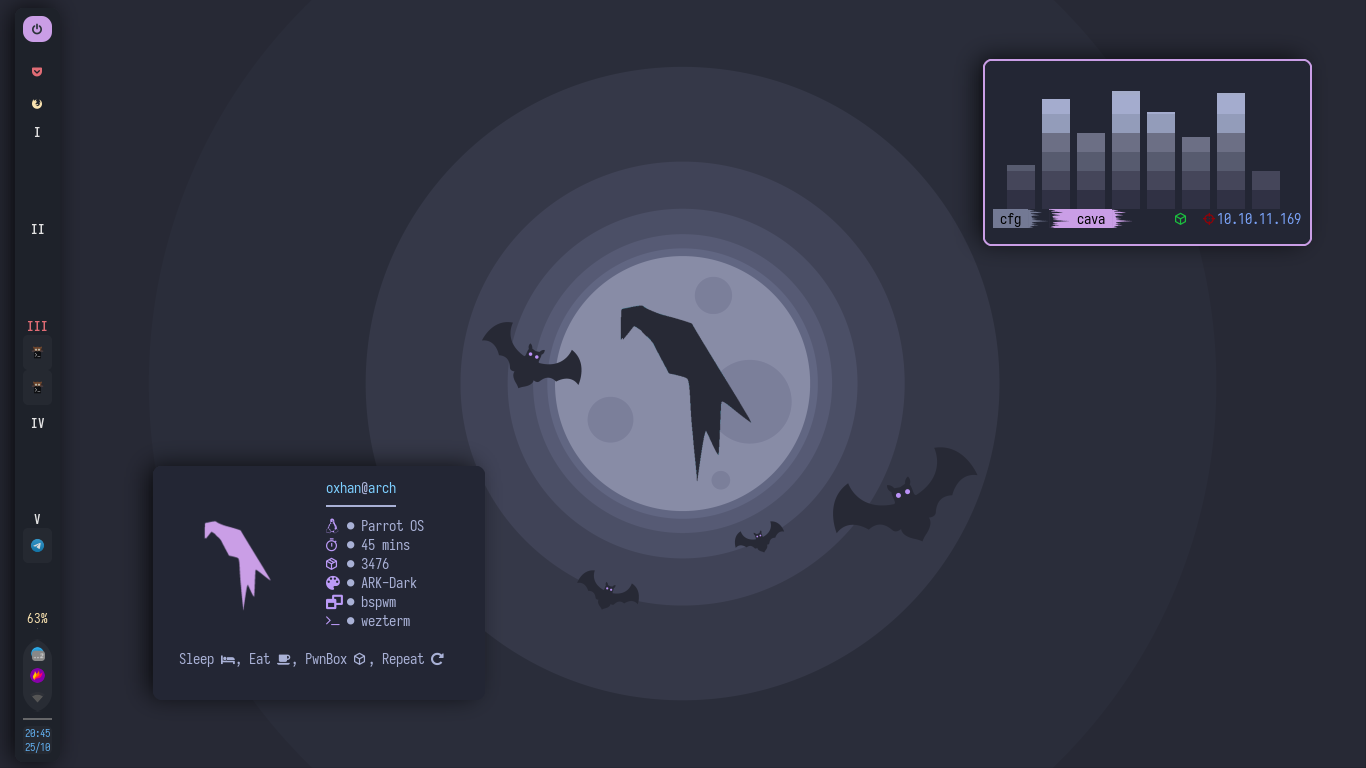 I
II
III
IV
V
63%
20:45
25/10
cfg cava 10.10.11.169
oxhan@arch
Parrot OS
45 mins
3476
ARK-Dark
bspwm
wezterm
Sleep , Eat , PwnBox , Repeat